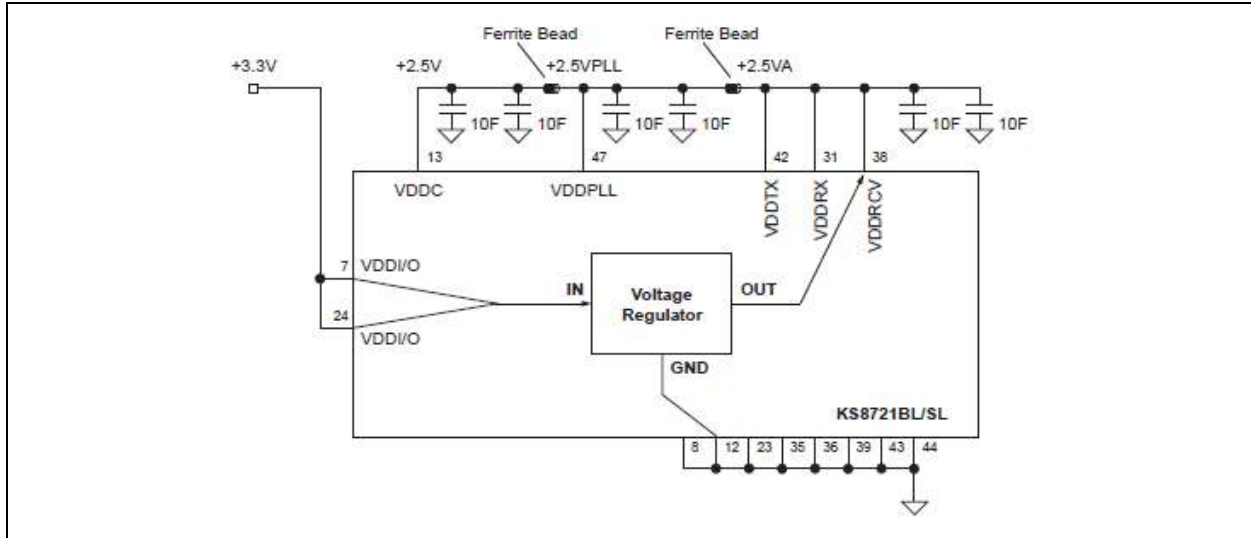 Ferrite Bead
Ferrite Bead
+3.3V
+2.5V
+2.5VPLL
+2.5VA
10F
10F
10F
10F
10F
10F
13
47
42
31
38
VDDC
VDDPLL
VDDTX
VDDRX
VDDRCV
7
VDDI/O
24
VDDI/O
IN
Voltage
Regulator
OUT
GND
KS8721BL/SL
8
12
23
35
36
39
43
44